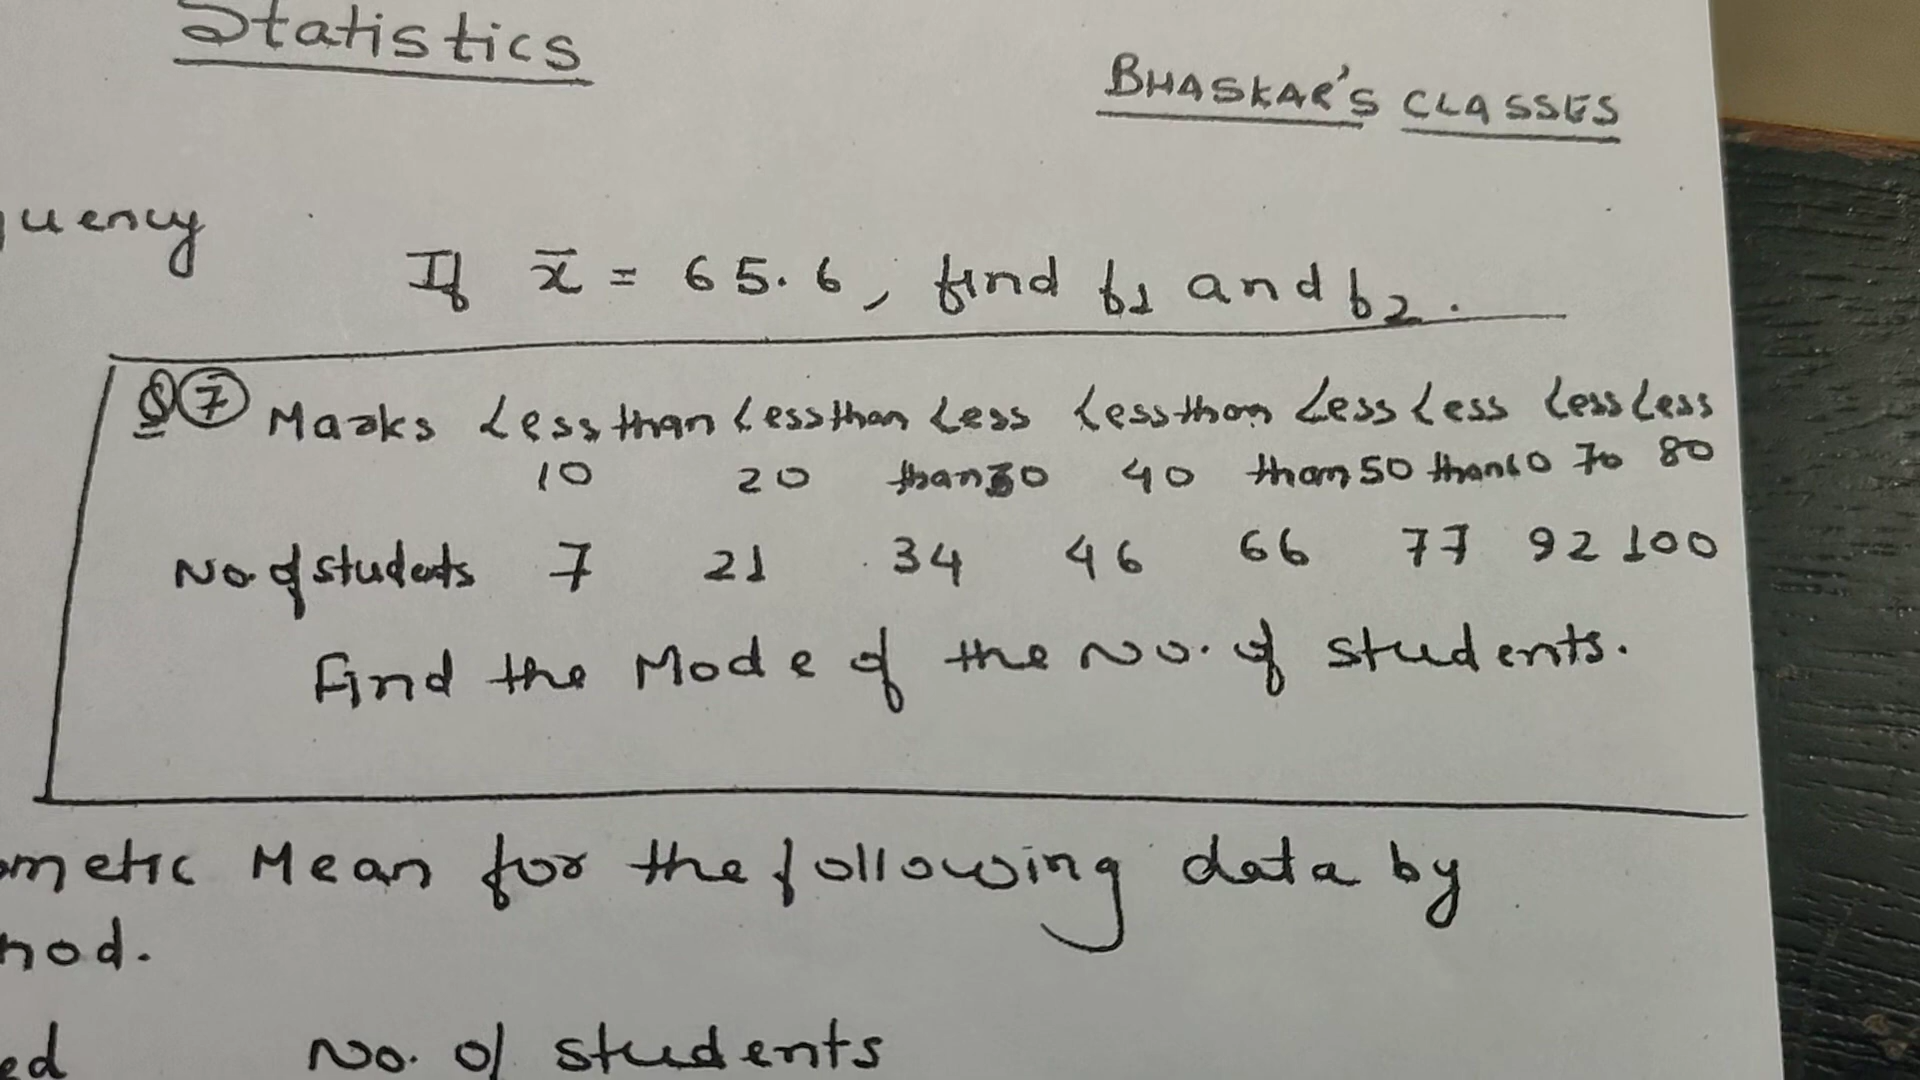 Statistics
BHASKAR'S CLASSES
quency
If x̄ = 65.6, find f1 and f2.
Q 7 Marks Less than Less than Less Less than Less Less Less Less
10 20 than 30 40 than 50 than 60 70 80
No. of students 7 21 34 46 66 77 92 100
Find the Mode of the No. of students.
metic Mean for the following data by
hod.
ed No. of students